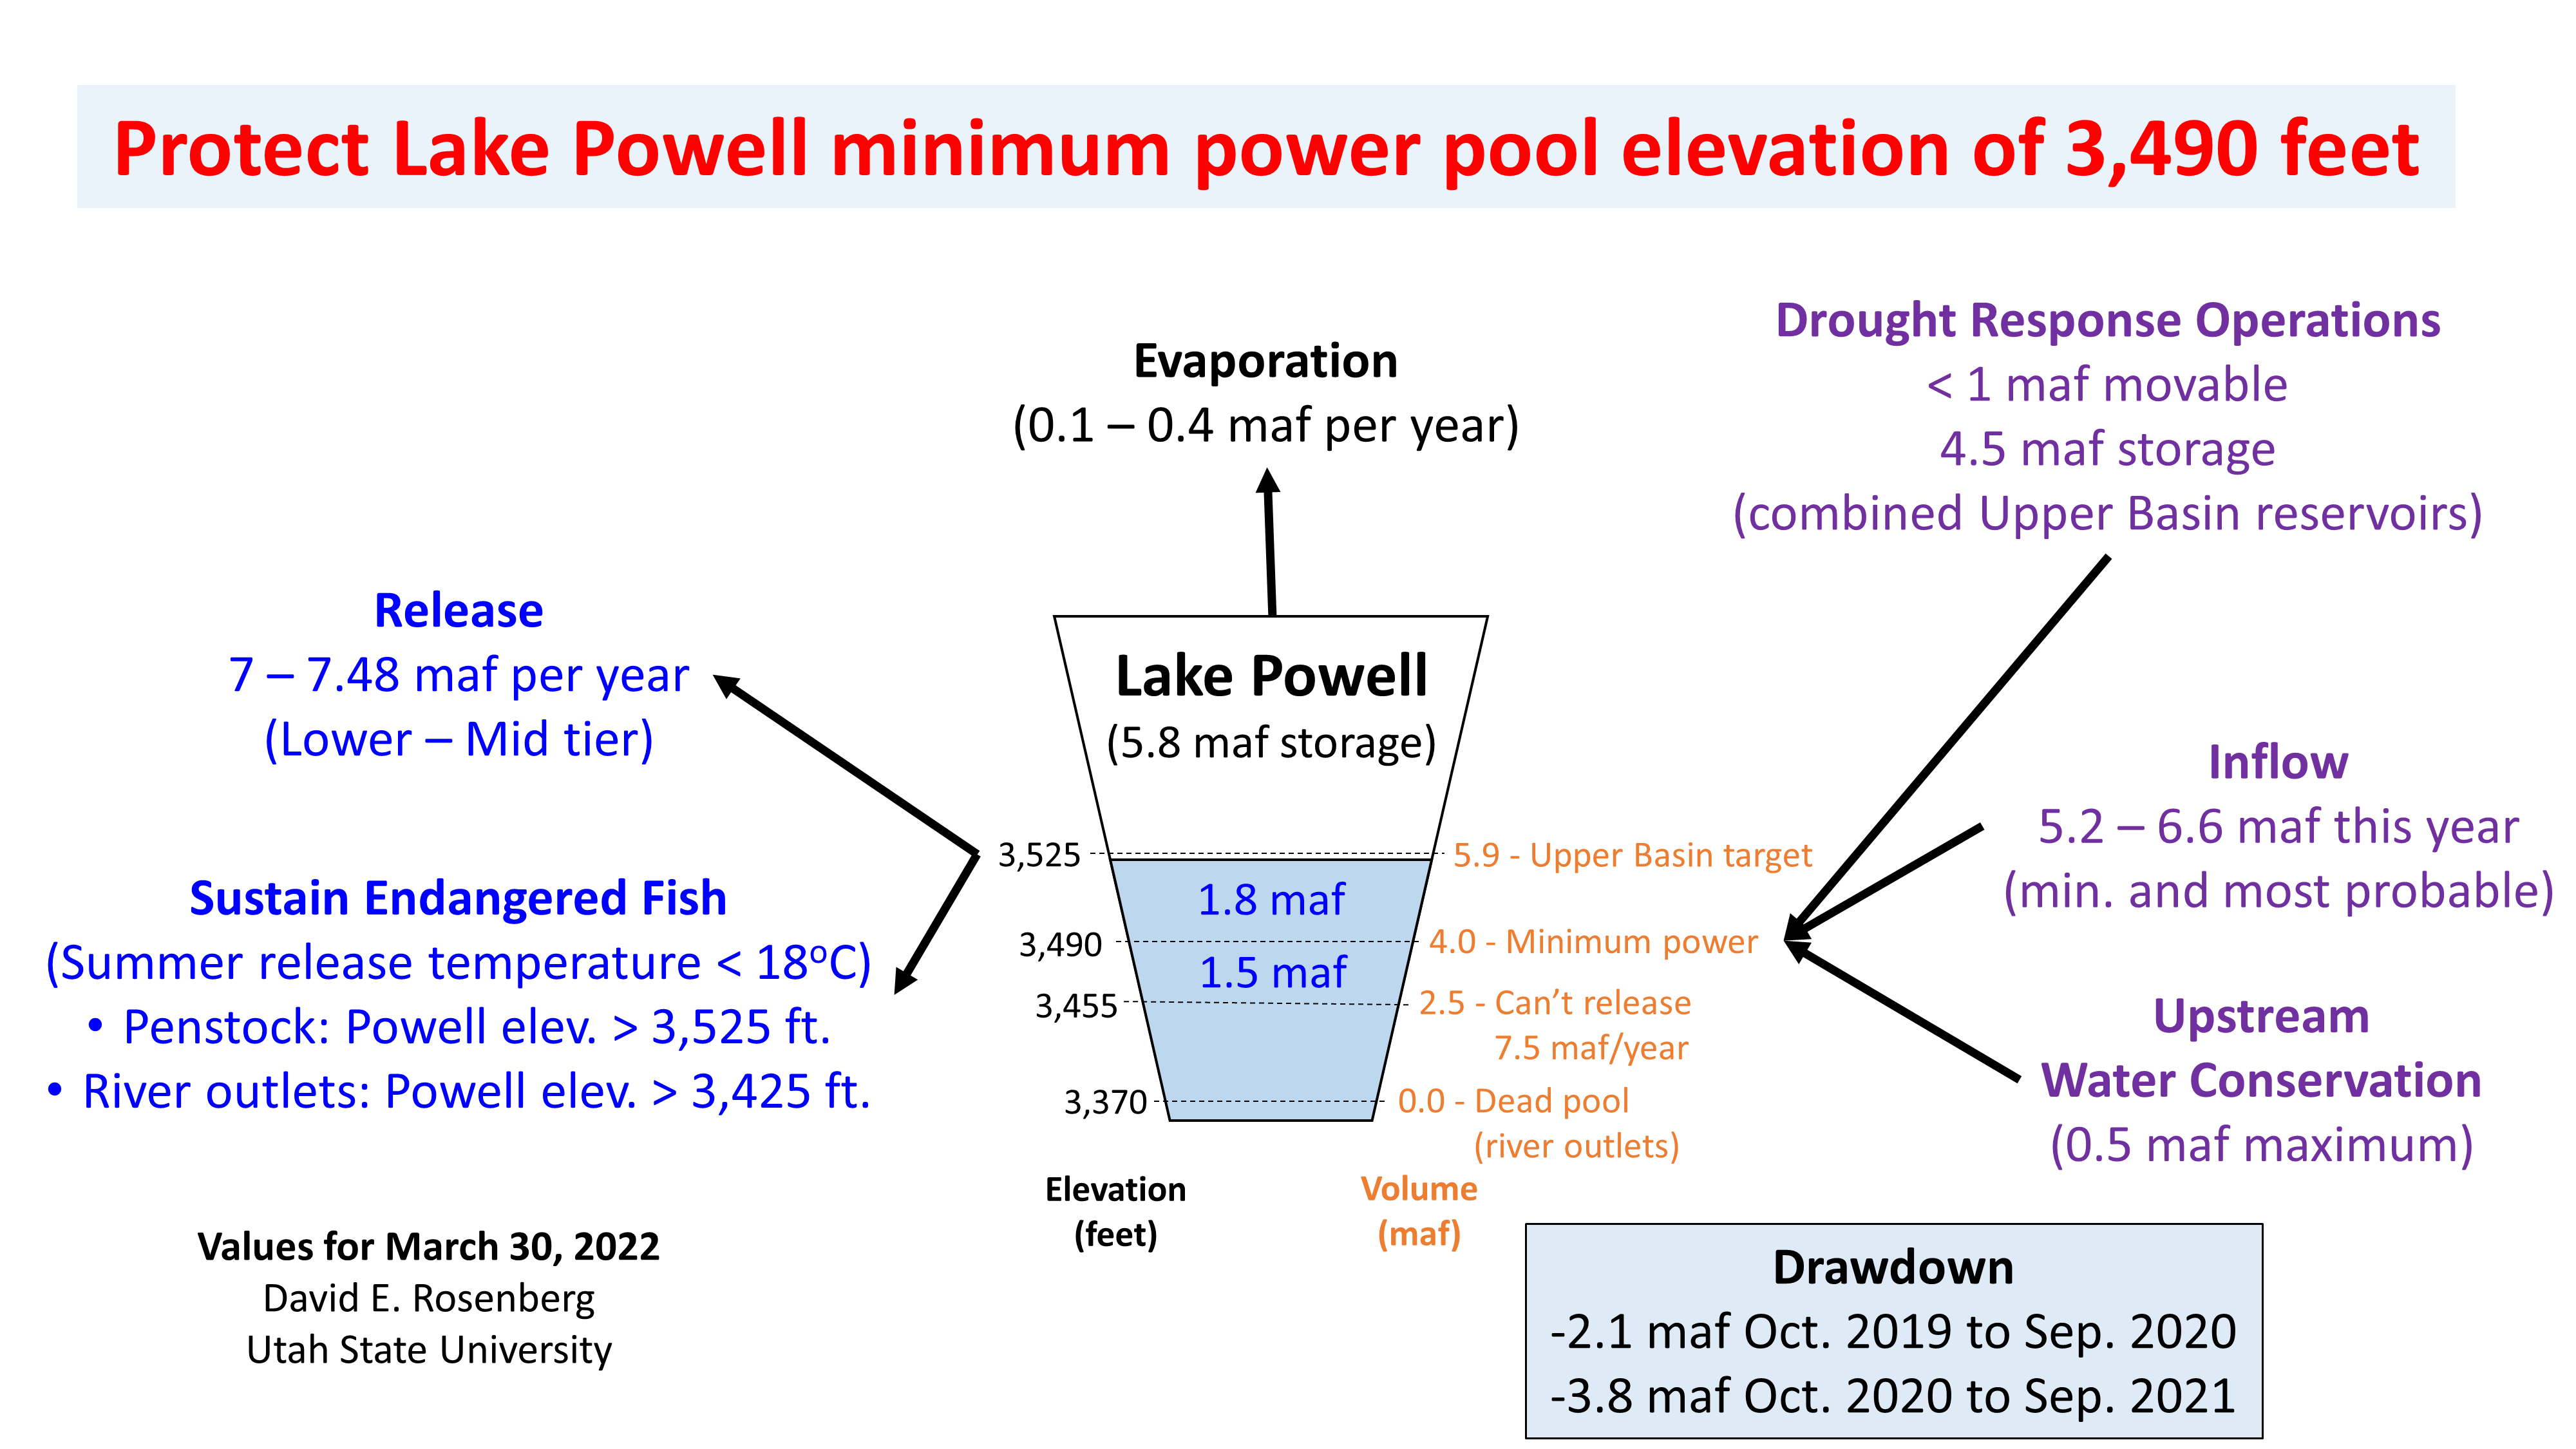 Protect Lake Powell minimum power pool elevation of 3,490 feet
Drought Response Operations
< 1 maf movable
4.5 maf storage
(combined Upper Basin reservoirs)
Evaporation
(0.1 – 0.4 maf per year)
Release
7 – 7.48 maf per year
(Lower – Mid tier)
Lake Powell
(5.8 maf storage)
Inflow
5.2 – 6.6 maf this year
(min. and most probable)
Sustain Endangered Fish
(Summer release temperature < 18ºC)
• Penstock: Powell elev. > 3,525 ft.
• River outlets: Powell elev. > 3,425 ft.
3,525
5.9 - Upper Basin target
1.8 maf
3,490
4.0 - Minimum power
1.5 maf
3,455
2.5 - Can’t release
7.5 maf/year
3,370
0.0 - Dead pool
(river outlets)
Elevation
(feet)
Volume
(maf)
Upstream
Water Conservation
(0.5 maf maximum)
Values for March 30, 2022
David E. Rosenberg
Utah State University
Drawdown
-2.1 maf Oct. 2019 to Sep. 2020
-3.8 maf Oct. 2020 to Sep. 2021